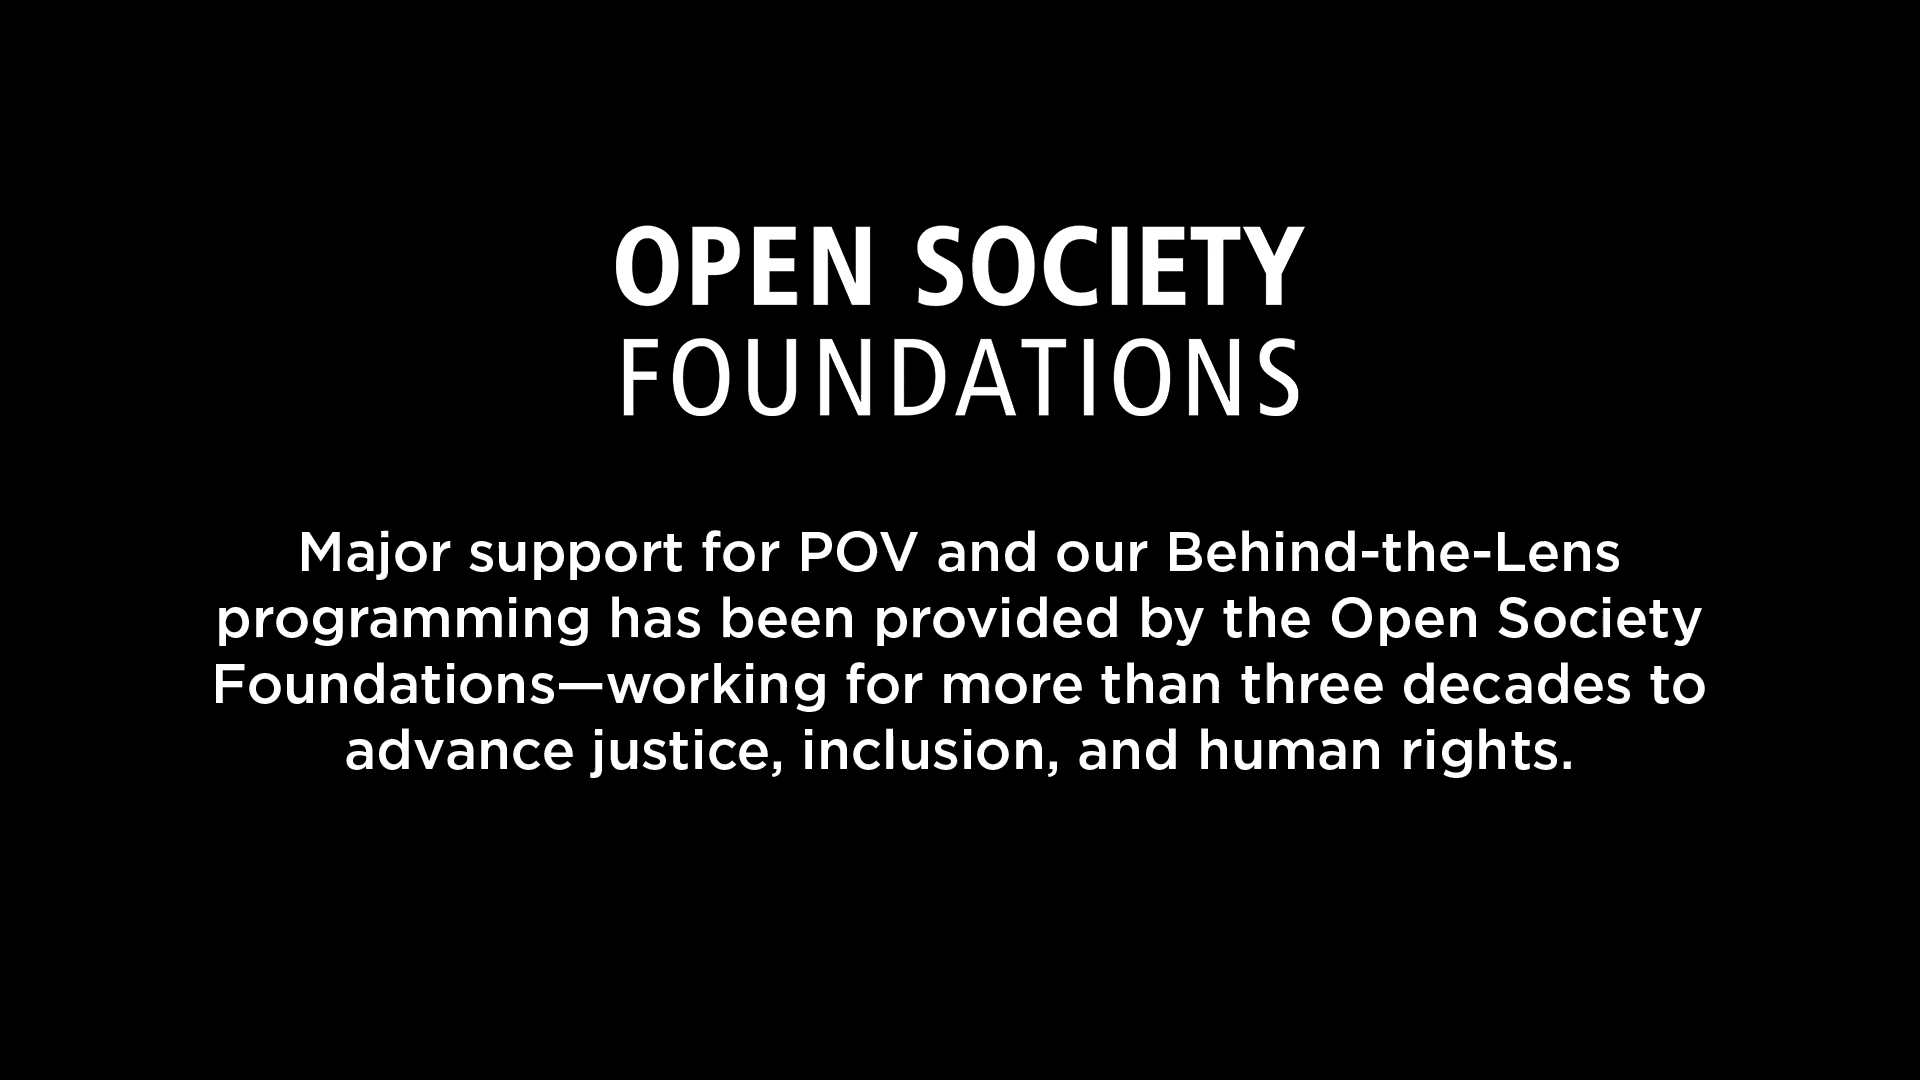 OPEN SOCIETY
FOUNDATIONS
Major support for POV and our Behind-the-Lens
programming has been provided by the Open Society
Foundations—working for more than three decades to
advance justice, inclusion, and human rights.